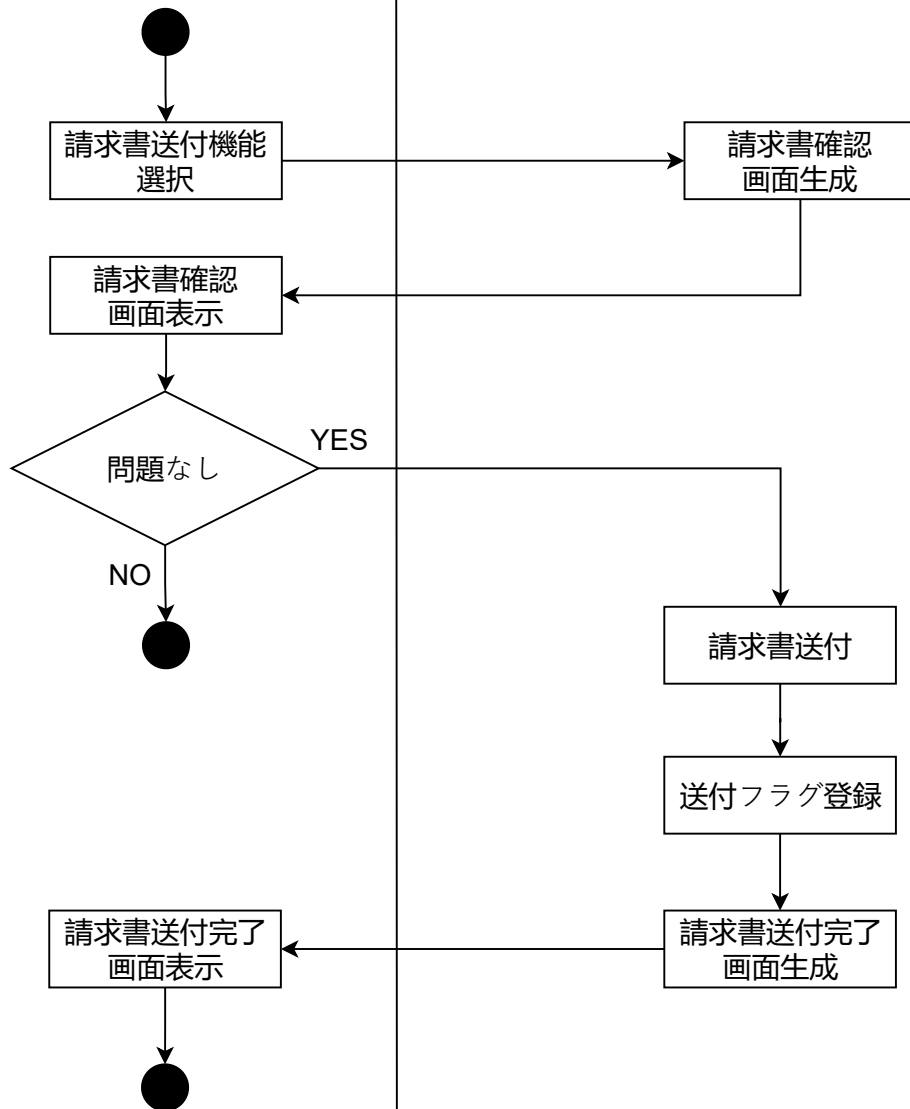 請求書送付機能
選択
請求書確認
画面生成
請求書確認
画面表示
問題なし
YES
NO
請求書送付
送付フラグ登録
請求書送付完了
画面表示
請求書送付完了
画面生成